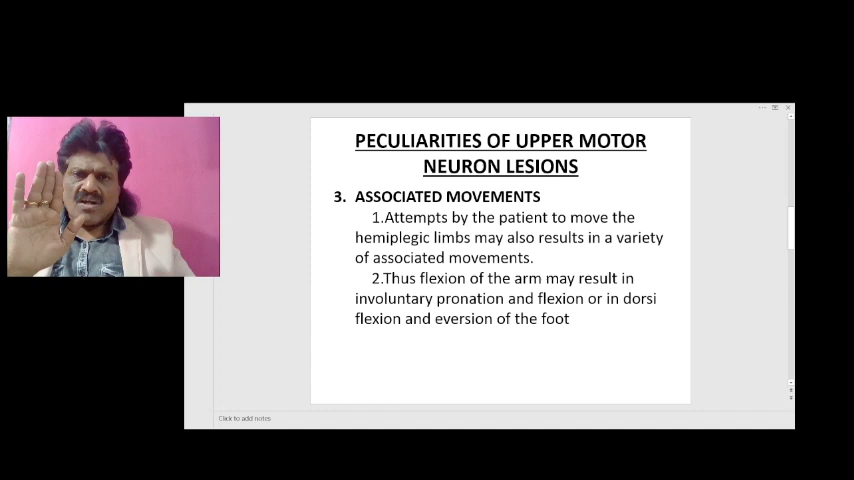 PECULIARITIES OF UPPER MOTOR
NEURON LESIONS
3. ASSOCIATED MOVEMENTS
1.Attempts by the patient to move the
hemiplegic limbs may also results in a variety
of associated movements.
2.Thus flexion of the arm may result in
involuntary pronation and flexion or in dorsi
flexion and eversion of the foot
Click to add notes